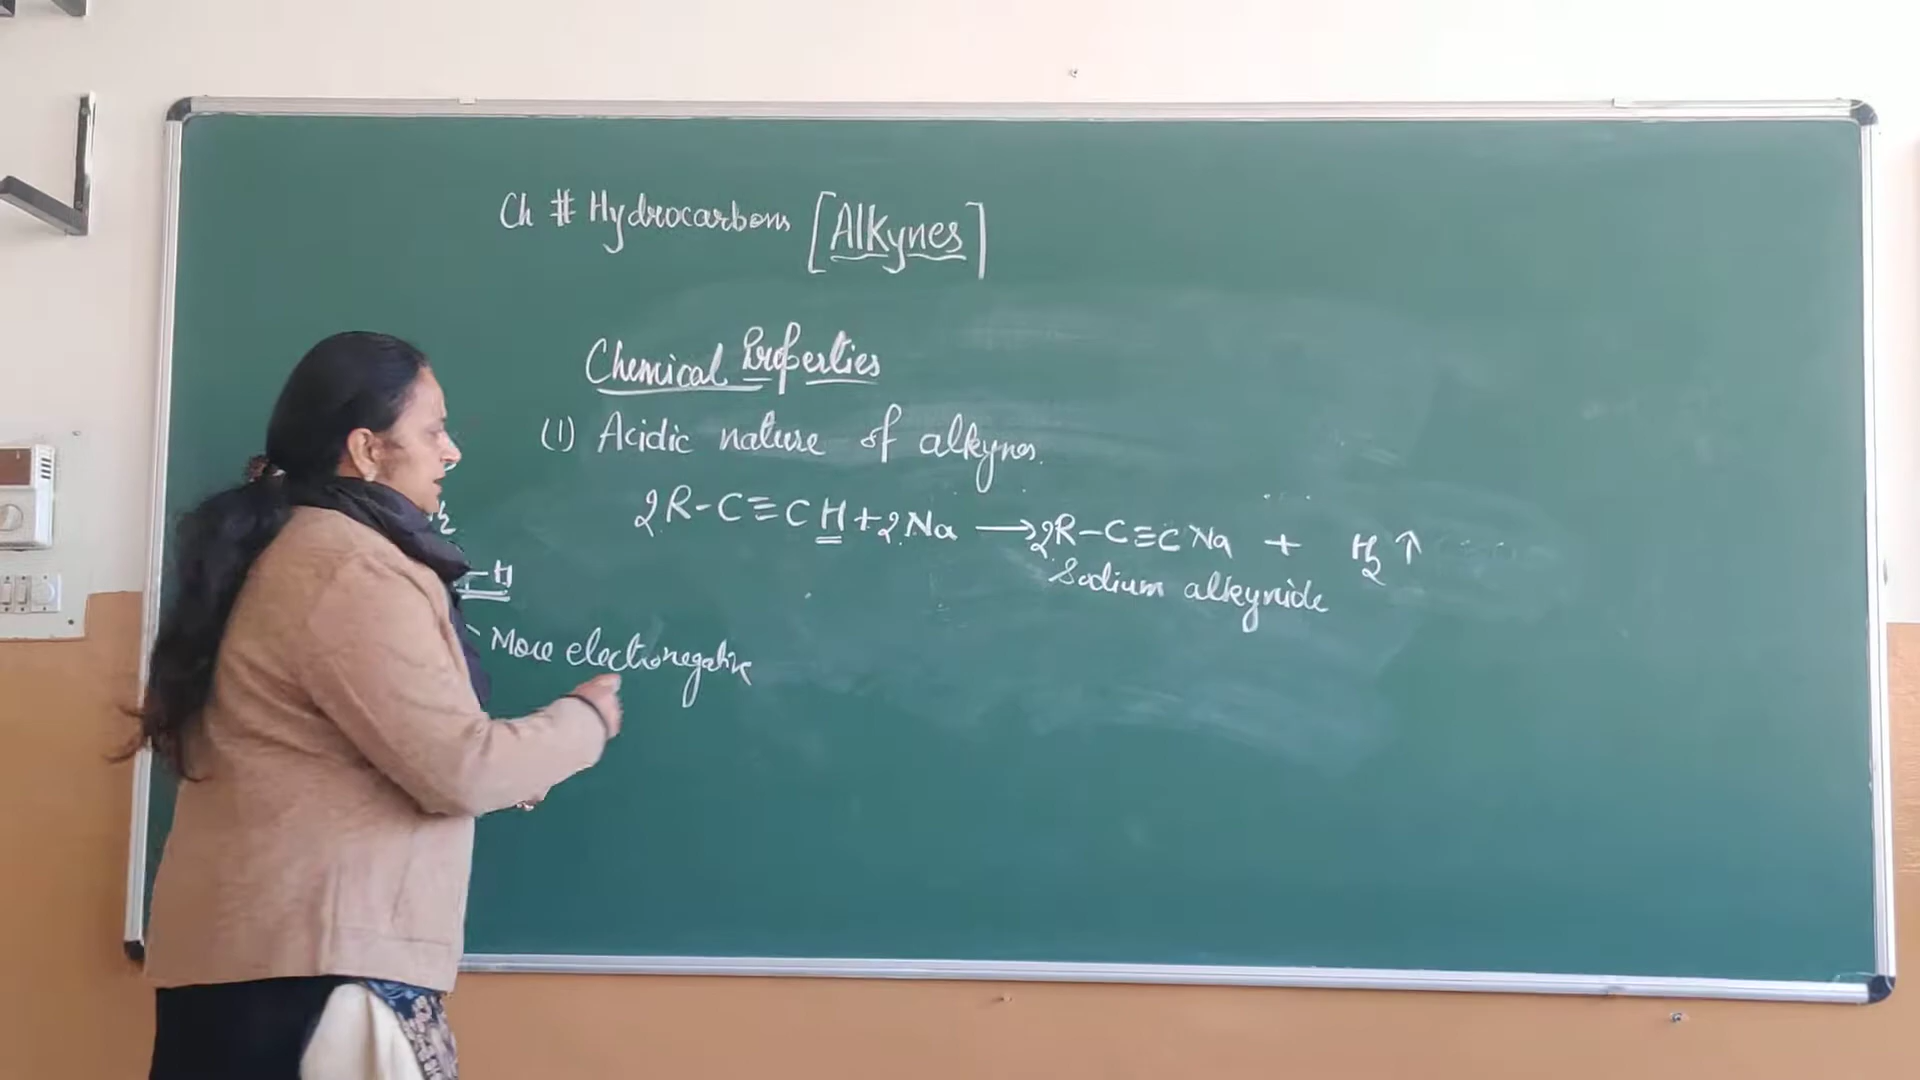 Ch # Hydrocarbons [Alkynes]
Chemical Properties
(1) Acidic nature of alkynes.
2R-C≡CH+2Na ⟶2R-C≡CNa + H₂↑
Sodium alkynide
-H
More electronegative